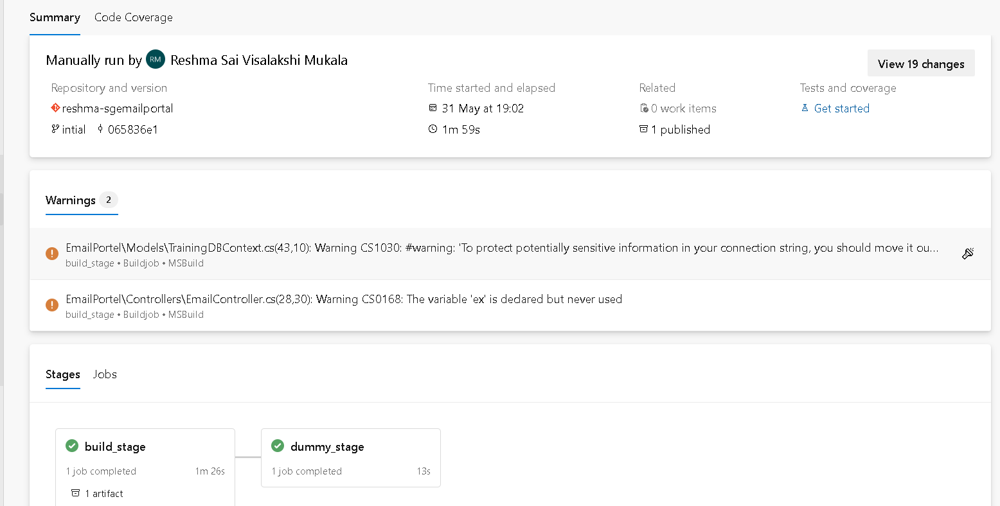 Summary Code Coverage
Manually run by RM Reshma Sai Visalakshi Mukala
View 19 changes
Repository and version Time started and elapsed Related Tests and coverage
reshma-sgemailportal 31 May at 19:02 0 work items Get started
intial 065836e1 1m 59s 1 published
Warnings 2
EmailPortel\Models\TrainingDBContext.cs(43,10): Warning CS1030: #warning: 'To protect potentially sensitive information in your connection string, you should move it ou...
build_stage • Buildjob • MSBuild
EmailPortel\Controllers\EmailController.cs(28,30): Warning CS0168: The variable 'ex' is declared but never used
build_stage • Buildjob • MSBuild
Stages Jobs
build_stage dummy_stage
1 job completed 1m 26s 1 job completed 13s
1 artifact